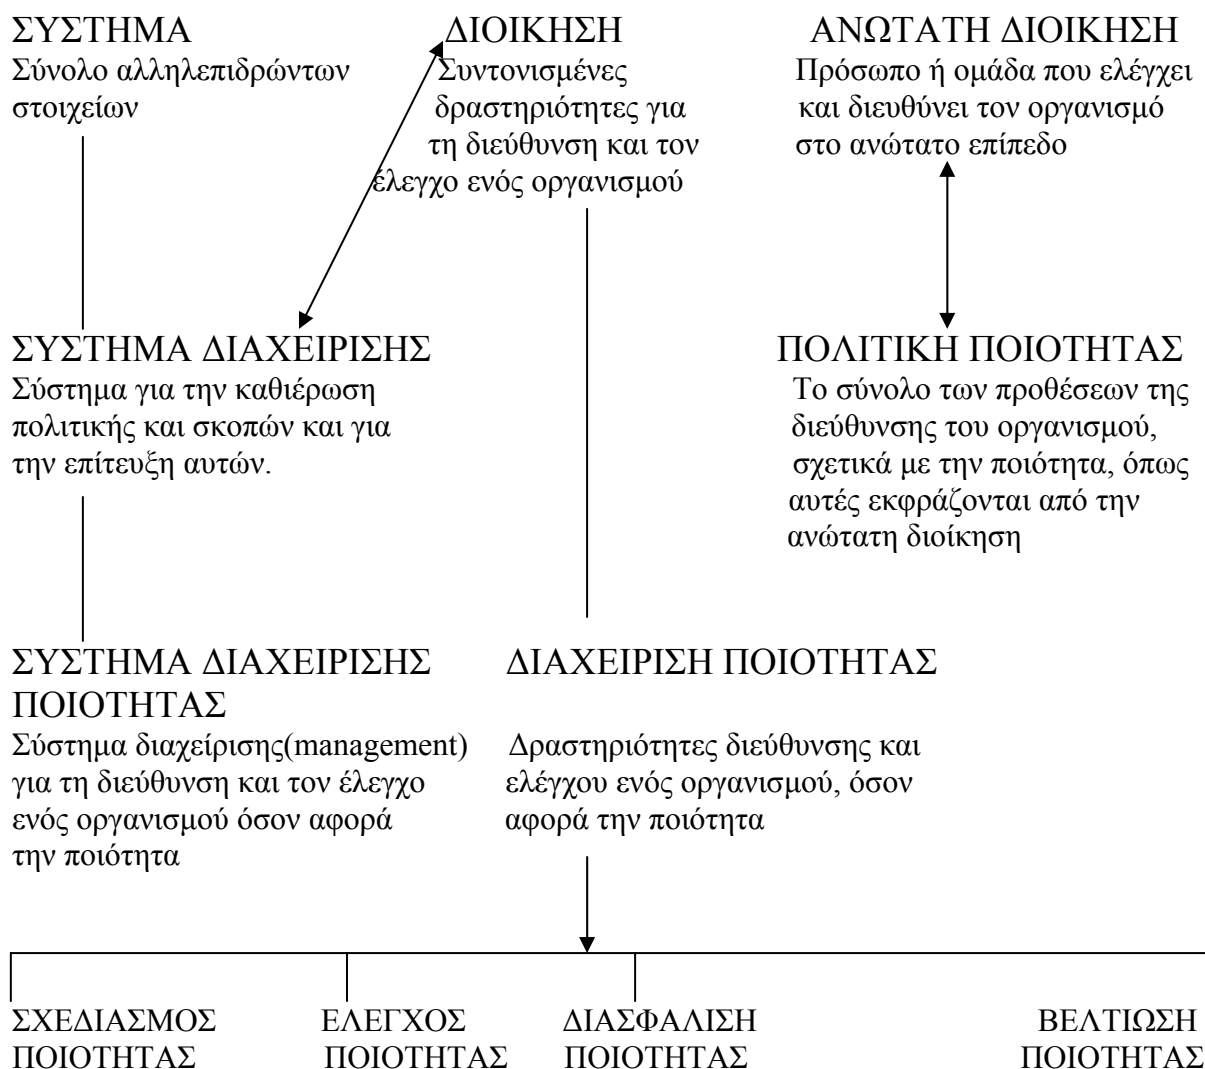 ΣΥΣΤΗΜΑ
Σύνολο αλληλεπιδρώντων
στοιχείων
ΔΙΟΙΚΗΣΗ
Συντονισμένες
δραστηριότητες για
τη διεύθυνση και τον
έλεγχο ενός οργανισμού
ΑΝΩΤΑΤΗ ΔΙΟΙΚΗΣΗ
Πρόσωπο ή ομάδα που ελέγχει
και διευθύνει τον οργανισμό
στο ανώτατο επίπεδο
ΣΥΣΤΗΜΑ ΔΙΑΧΕΙΡΙΣΗΣ
Σύστημα για την καθιέρωση
πολιτικής και σκοπών και για
την επίτευξη αυτών.
ΠΟΛΙΤΙΚΗ ΠΟΙΟΤΗΤΑΣ
Το σύνολο των προθέσεων της
διεύθυνσης του οργανισμού,
σχετικά με την ποιότητα, όπως
αυτές εκφράζονται από την
ανώτατη διοίκηση
ΣΥΣΤΗΜΑ ΔΙΑΧΕΙΡΙΣΗΣ
ΠΟΙΟΤΗΤΑΣ
Σύστημα διαχείρισης(management)
για τη διεύθυνση και τον έλεγχο
ενός οργανισμού όσον αφορά
την ποιότητα
ΔΙΑΧΕΙΡΙΣΗ ΠΟΙΟΤΗΤΑΣ
Δραστηριότητες διεύθυνσης και
ελέγχου ενός οργανισμού, όσον
αφορά την ποιότητα
ΣΧΕΔΙΑΣΜΟΣ
ΠΟΙΟΤΗΤΑΣ
ΕΛΕΓΧΟΣ
ΠΟΙΟΤΗΤΑΣ
ΔΙΑΣΦΑΛΙΣΗ
ΠΟΙΟΤΗΤΑΣ
ΒΕΛΤΙΩΣΗ
ΠΟΙΟΤΗΤΑΣ